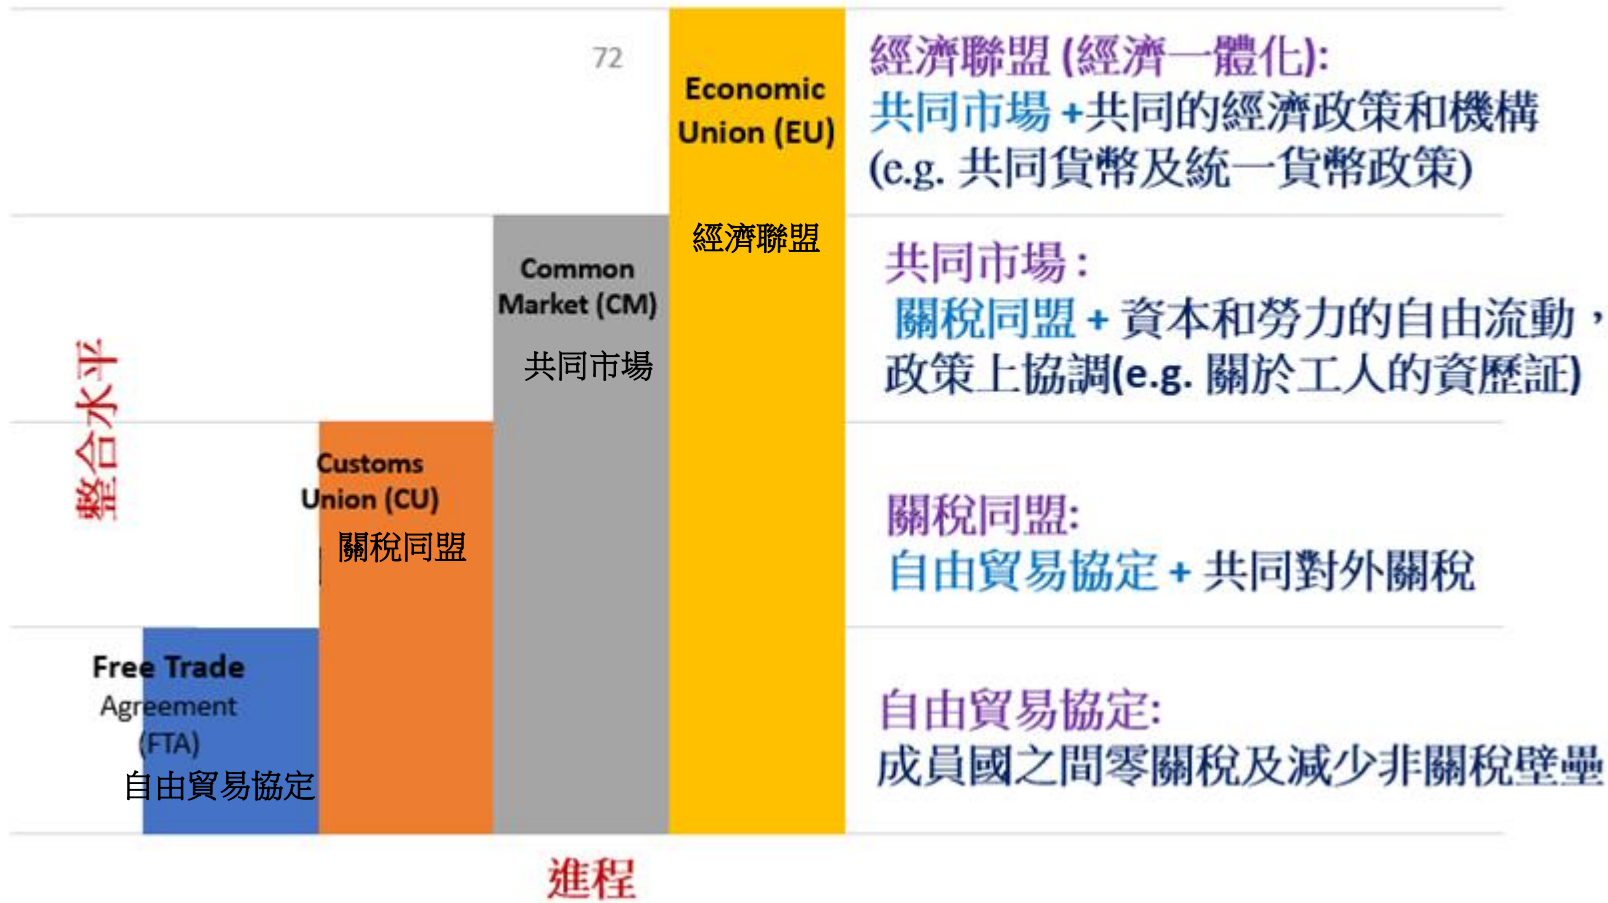 72
Economic
Union (EU)
經濟聯盟
經濟聯盟 (經濟一體化):
共同市場 +共同的經濟政策和機構
(e.g. 共同貨幣及統一貨幣政策)
Common
Market (CM)
共同市場
共同市場 :
關稅同盟 + 資本和勞力的自由流動，
政策上協調(e.g. 關於工人的資歷証)
整合水平
Customs
Union (CU)
關稅同盟
關稅同盟:
自由貿易協定 + 共同對外關稅
Free Trade
Agreement
(FTA)
自由貿易協定
自由貿易協定:
成員國之間零關稅及減少非關稅壁壘
進程